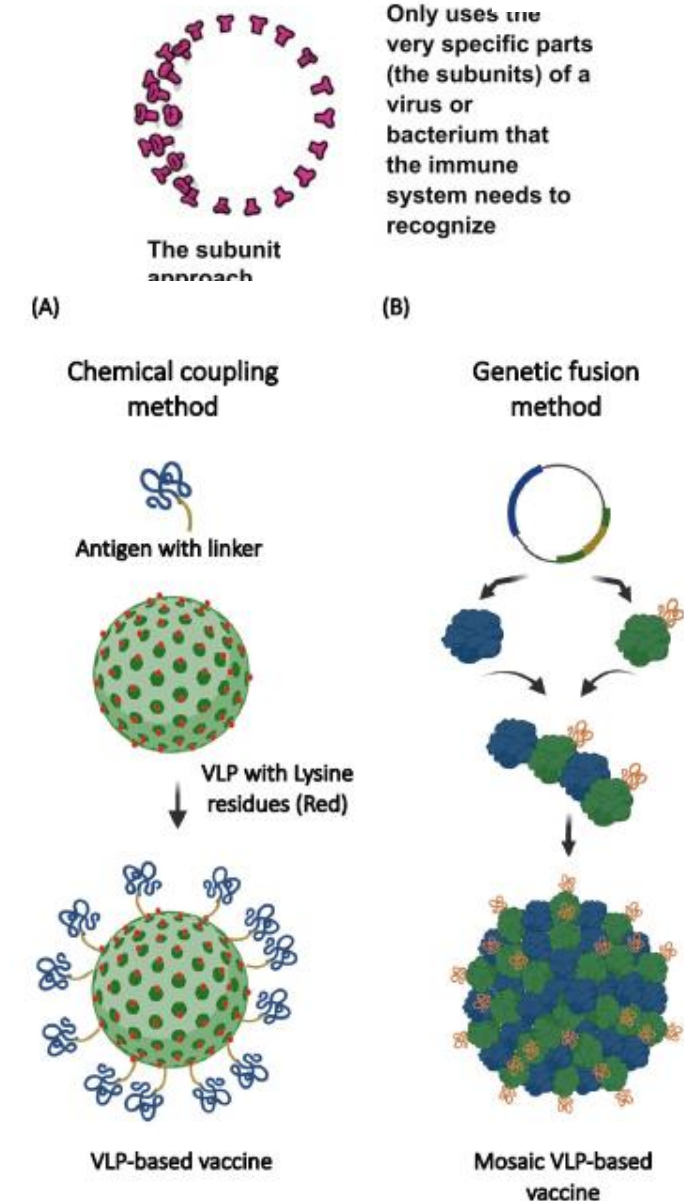 Only uses the
very specific parts
(the subunits) of a
virus or
bacterium that
the immune
system needs to
recognize
The subunit
approach
(A)
(B)
Chemical coupling
method
Genetic fusion
method
Antigen with linker
VLP with Lysine
residues (Red)
VLP-based vaccine
Mosaic VLP-based
vaccine